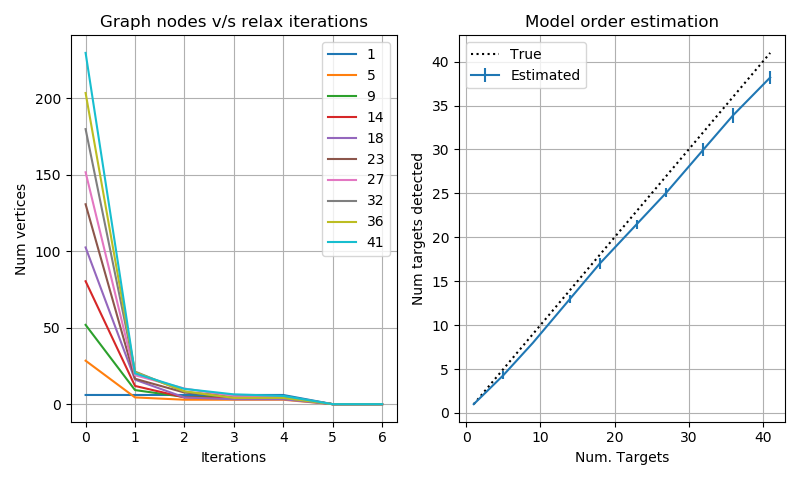 Graph nodes v/s relax iterations
1
5
9
14
18
23
27
32
36
41
200
150
100
50
0
Num vertices
0 1 2 3 4 5 6
Iterations
Model order estimation
True
Estimated
40
35
30
25
20
15
10
5
0
Num targets detected
0 10 20 30 40
Num. Targets